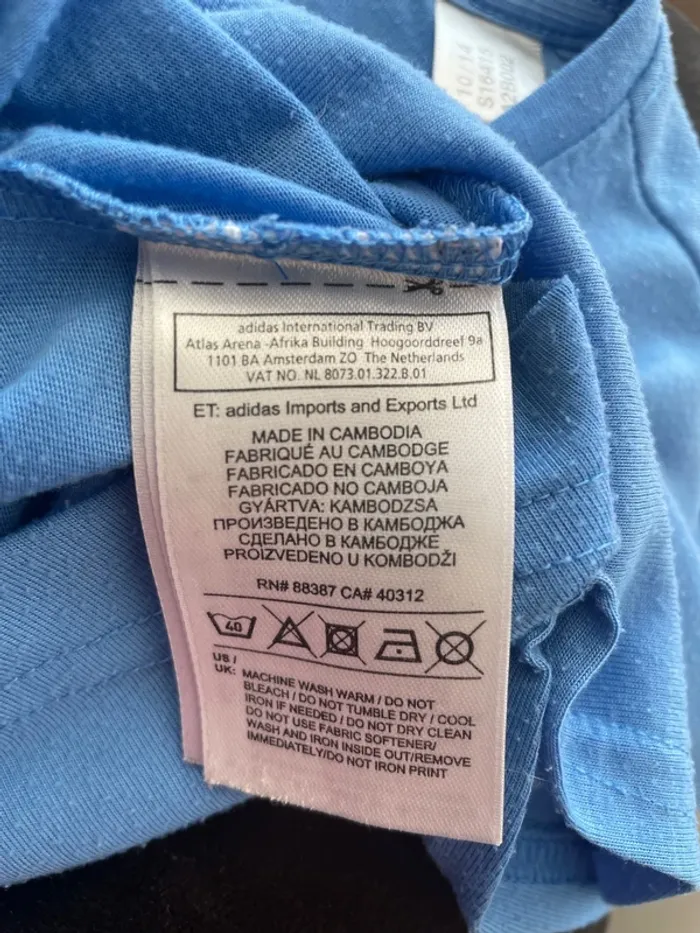 10/14
S16415
adidas International Trading BV
Atlas Arena -Afrika Building Hoogoorddreef 9a
1101 BA Amsterdam ZO The Netherlands
VAT NO. NL 8073.01.322.B.01
ET: adidas Imports and Exports Ltd
MADE IN CAMBODIA
FABRIQUÉ AU CAMBODGE
FABRICADO EN CAMBOYA
FABRICADO NO CAMBOJA
GYÁRTVA: KAMBODZSA
ПРОИЗВЕДЕНО В КАМБОДЖА
СДЕЛАНО В КАМБОДЖЕ
PROIZVEDENO U KOMBODŽI
RN# 88387 CA# 40312
40
US /
UK: MACHINE WASH WARM / DO NOT
BLEACH / DO NOT TUMBLE DRY / COOL
IRON IF NEEDED / DO NOT DRY CLEAN
DO NOT USE FABRIC SOFTENER/
WASH AND IRON INSIDE OUT/REMOVE
IMMEDIATELY/DO NOT IRON PRINT